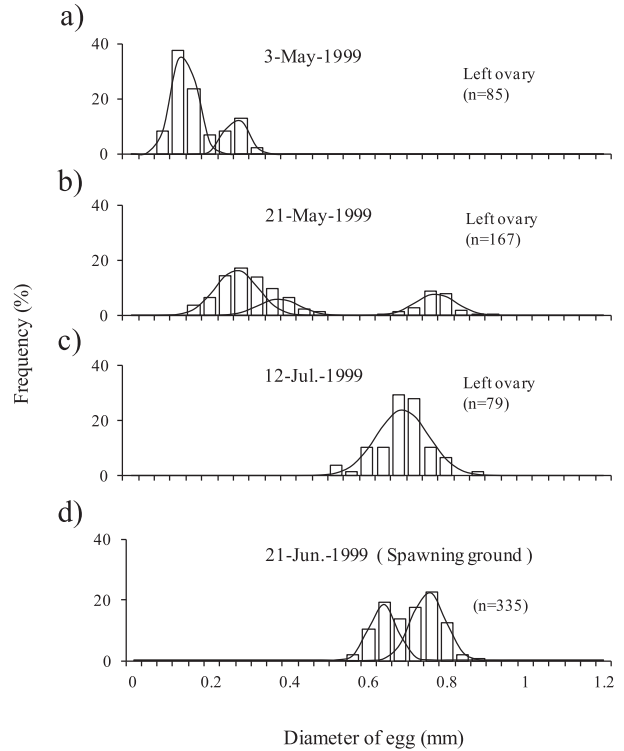 a)
40
20
0
3-May-1999
Left ovary
(n=85)
b)
40
20
0
21-May-1999
Left ovary
(n=167)
c)
40
20
0
12-Jul.-1999
Left ovary
(n=79)
d)
40
20
0
21-Jun.-1999 ( Spawning ground )
(n=335)
0 0.2 0.4 0.6 0.8 1 1.2
Diameter of egg (mm)
Frequency (%)